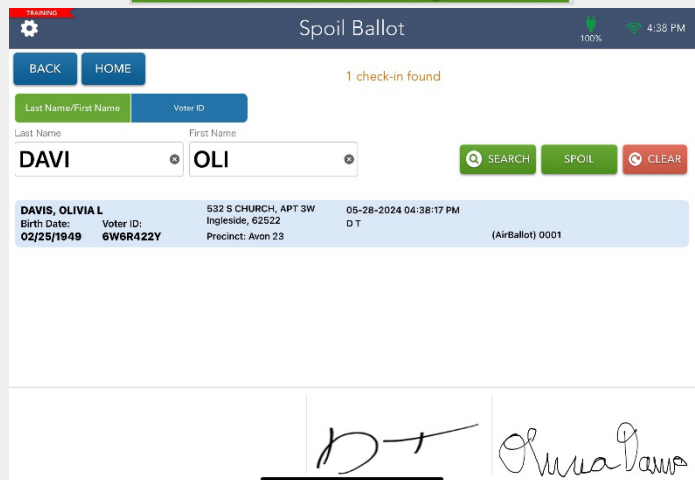 TRAINING
Spoil Ballot
100%
4:38 PM
BACK
HOME
1 check-in found
Last Name/First Name
Voter ID
Last Name
First Name
DAVI
OLI
SEARCH
SPOIL
CLEAR
DAVIS, OLIVIA L
Birth Date: Voter ID:
02/25/1949 6W6R422Y
532 S CHURCH, APT 3W
Ingleside, 62522
Precinct: Avon 23
05-28-2024 04:38:17 PM
D T
(AirBallot) 0001
DT